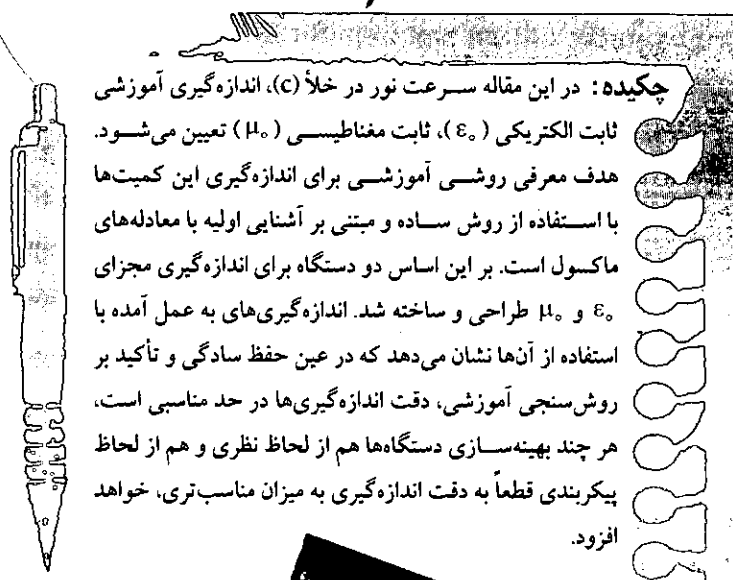 چکیده: در این مقاله سرعت نور در خلأ (c)، اندازه‌گیری آموزشی
ثابت الکتریکی (ε₀)، ثابت مغناطیسی (μ₀) تعیین می‌شود.
هدف معرفی روشی آموزشی برای اندازه‌گیری این کمیت‌ها
با استفاده از روش ساده و مبتنی بر آشنایی اولیه با معادله‌های
ماکسول است. بر این اساس دو دستگاه برای اندازه‌گیری مجزای
ε₀ و μ₀ طراحی و ساخته شد. اندازه‌گیری‌های به عمل آمده با
استفاده از آن‌ها نشان می‌دهد که در عین حفظ سادگی و تأکید بر
روش‌سنجی آموزشی، دقت اندازه‌گیری‌ها در حد مناسبی است،
هر چند بهینه‌سازی دستگاه‌ها هم از لحاظ نظری و هم از لحاظ
پیکربندی قطعاً به دقت اندازه‌گیری به میزان مناسب‌تری، خواهد
افزود.